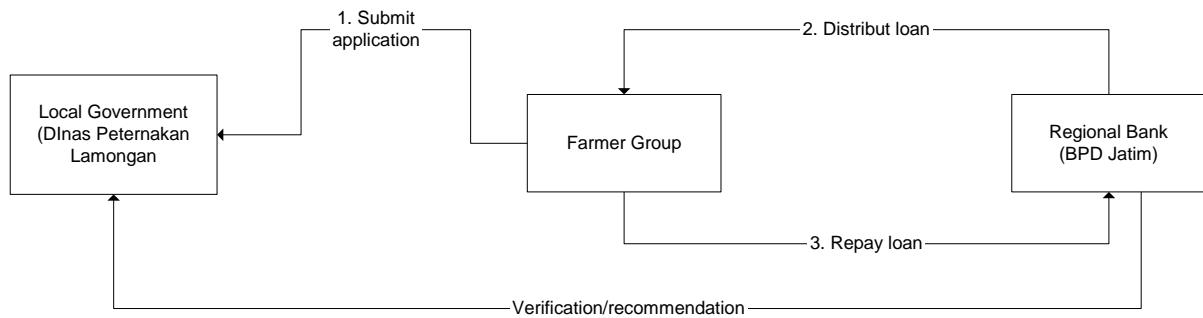 1. Submit
application
2. Distribut loan
Local Government
(DInas Peternakan
Lamongan
Farmer Group
Regional Bank
(BPD Jatim)
3. Repay loan
Verification/recommendation